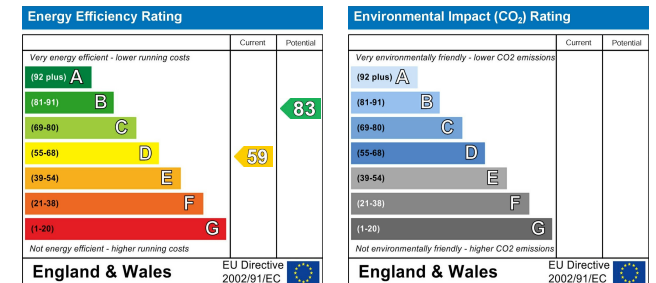 Energy Efficiency Rating
Current Potential
Very energy efficient - lower running costs
(92 plus) A
(81-91) B
83
(69-80) C
(55-68) D
59
(39-54) E
(21-38) F
(1-20) G
Not energy efficient - higher running costs
England & Wales
EU Directive
2002/91/EC
Environmental Impact (CO₂) Rating
Current Potential
Very environmentally friendly - lower CO2 emissions
(92 plus) A
(81-91) B
(69-80) C
(55-68) D
(39-54) E
(21-38) F
(1-20) G
Not environmentally friendly - higher CO2 emissions
England & Wales
EU Directive
2002/91/EC